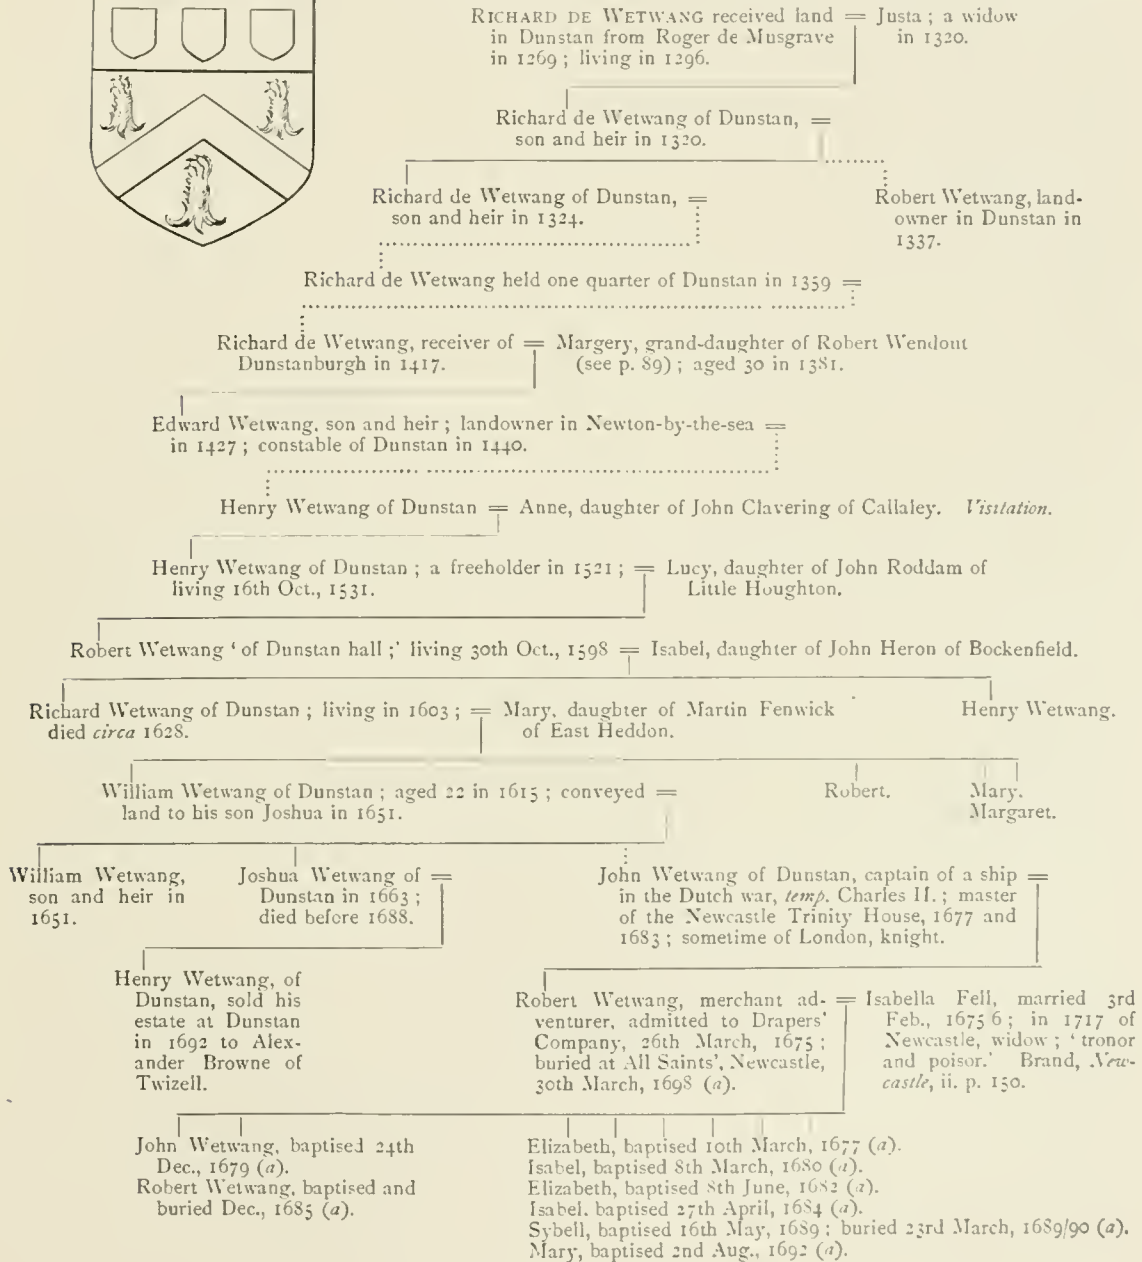 RICHARD DE WETWANG received land = Justa ; a widow
in Dunstan from Roger de Musgrave in 1320.
in 1269 ; living in 1296.
Richard de Wetwang of Dunstan, =
son and heir in 1320.
Richard de Wetwang of Dunstan, =
son and heir in 1324.
Robert Wetwang, land-
owner in Dunstan in
1337.
Richard de Wetwang held one quarter of Dunstan in 1359 =
Richard de Wetwang, receiver of = Margery, grand-daughter of Robert Wendout
Dunstanburgh in 1417. (see p. 89) ; aged 30 in 1381.
Edward Wetwang, son and heir ; landowner in Newton-by-the-sea =
in 1427 ; constable of Dunstan in 1440.
Henry Wetwang of Dunstan = Anne, daughter of John Clavering of Callaley. Visitation.
Henry Wetwang of Dunstan ; a freeholder in 1521 ; = Lucy, daughter of John Roddam of
living 16th Oct., 1531. Little Houghton.
Robert Wetwang ‘ of Dunstan hall ;’ living 30th Oct., 1598 = Isabel, daughter of John Heron of Bockenfield.
Richard Wetwang of Dunstan ; living in 1603 ; = Mary, daughter of Martin Fenwick
died circa 1628. of East Heddon.
Henry Wetwang.
William Wetwang of Dunstan ; aged 22 in 1615 ; conveyed =
land to his son Joshua in 1651.
Robert.
Mary.
Margaret.
William Wetwang,
son and heir in
1651.
Joshua Wetwang of =
Dunstan in 1663 ;
died before 1688.
John Wetwang of Dunstan, captain of a ship =
in the Dutch war, temp. Charles II. ; master
of the Newcastle Trinity House, 1677 and
1683 ; sometime of London, knight.
Henry Wetwang, of
Dunstan, sold his
estate at Dunstan
in 1692 to Alex-
ander Browne of
Twizell.
Robert Wetwang, merchant ad- =
venturer, admitted to Drapers’
Company, 26th March, 1675 ;
buried at All Saints’, Newcastle,
30th March, 1698 (a).
Isabella Fell, married 3rd
Feb., 1675 6 ; in 1717 of
Newcastle, widow ; ‘ tronor
and poisor.’ Brand, New-
castle, ii. p. 150.
John Wetwang, baptised 24th
Dec., 1679 (a).
Robert Wetwang, baptised and
buried Dec., 1685 (a).
Elizabeth, baptised 10th March, 1677 (a).
Isabel, baptised 8th March, 1680 (a).
Elizabeth, baptised 8th June, 1682 (a).
Isabel, baptised 27th April, 1684 (a).
Sybell, baptised 16th May, 1689 ; buried 23rd March, 1689/90 (a).
Mary, baptised 2nd Aug., 1692 (a).